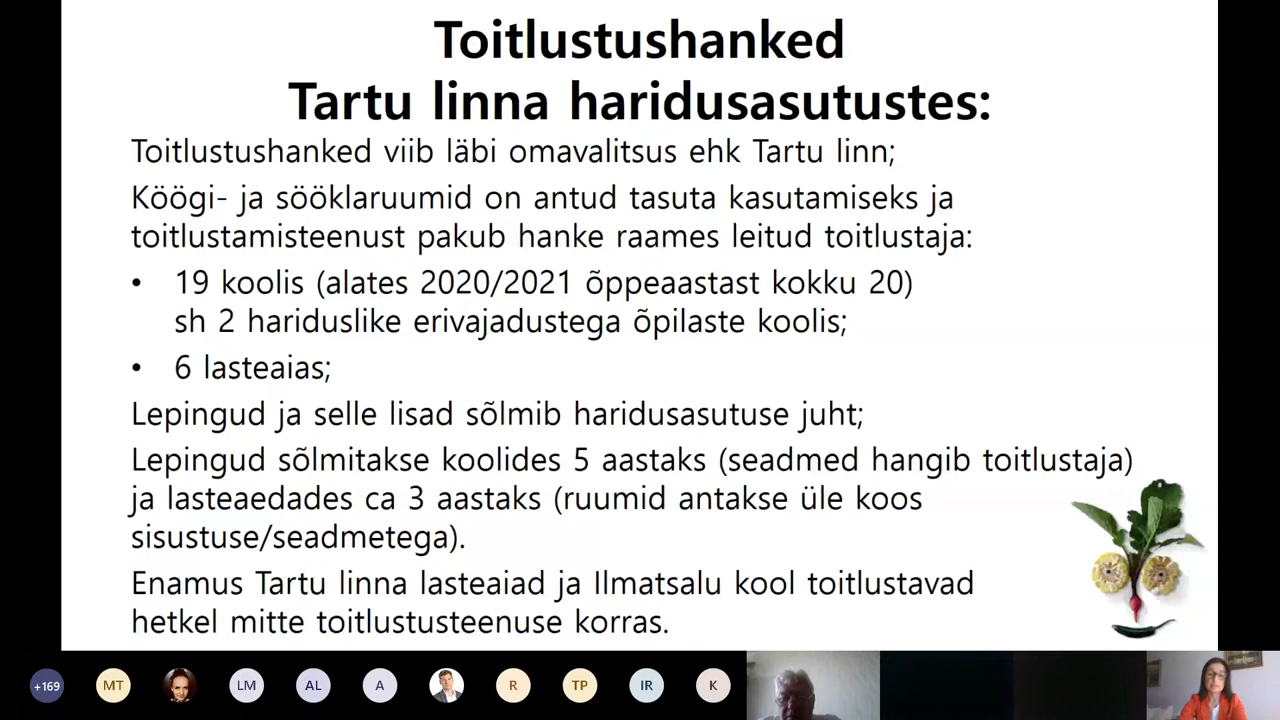 Toitlustushanked
Tartu linna haridusasutustes:
Toitlustushanked viib läbi omavalitsus ehk Tartu linn;
Köögi- ja sööklaruumid on antud tasuta kasutamiseks ja
toitlustamisteenust pakub hanke raames leitud toitlustaja:
• 19 koolis (alates 2020/2021 õppeaastast kokku 20)
sh 2 hariduslike erivajadustega õpilaste koolis;
• 6 lasteaias;
Lepingud ja selle lisad sõlmib haridusasutuse juht;
Lepingud sõlmitakse koolides 5 aastaks (seadmed hangib toitlustaja)
ja lasteaedades ca 3 aastaks (ruumid antakse üle koos
sisustuse/seadmetega).
Enamus Tartu linna lasteaiad ja Ilmatsalu kool toitlustavad
hetkel mitte toitlustusteenuse korras.
+169 MT LM AL A R TP IR K